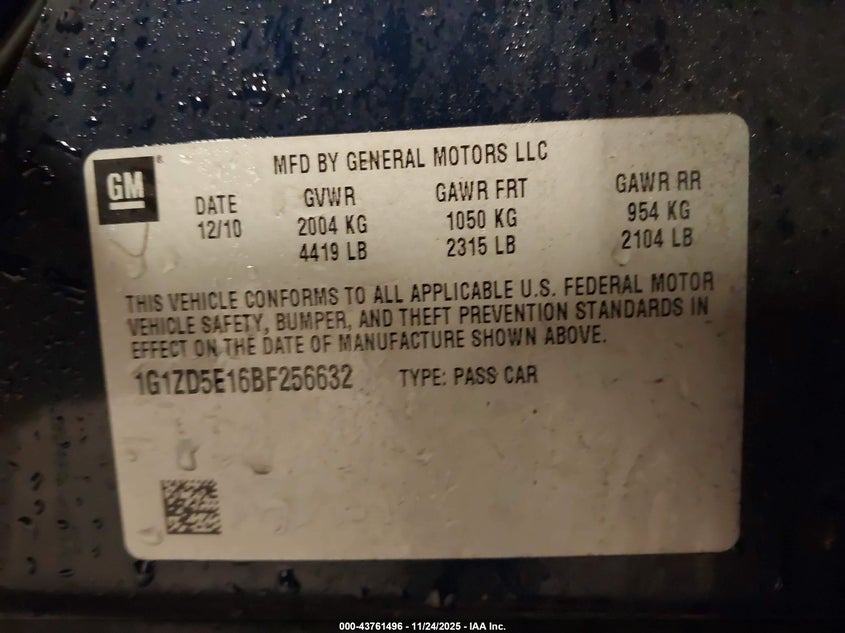 GM®
MFD BY GENERAL MOTORS LLC
DATE GVWR GAWR FRT GAWR RR
12/10 2004 KG 1050 KG 954 KG
4419 LB 2315 LB 2104 LB
THIS VEHICLE CONFORMS TO ALL APPLICABLE U.S. FEDERAL MOTOR
VEHICLE SAFETY, BUMPER, AND THEFT PREVENTION STANDARDS IN
EFFECT ON THE DATE OF MANUFACTURE SHOWN ABOVE.
1G1ZD5E16BF256632 TYPE: PASS CAR
000-43761496 - 11/24/2025 - IAA Inc.